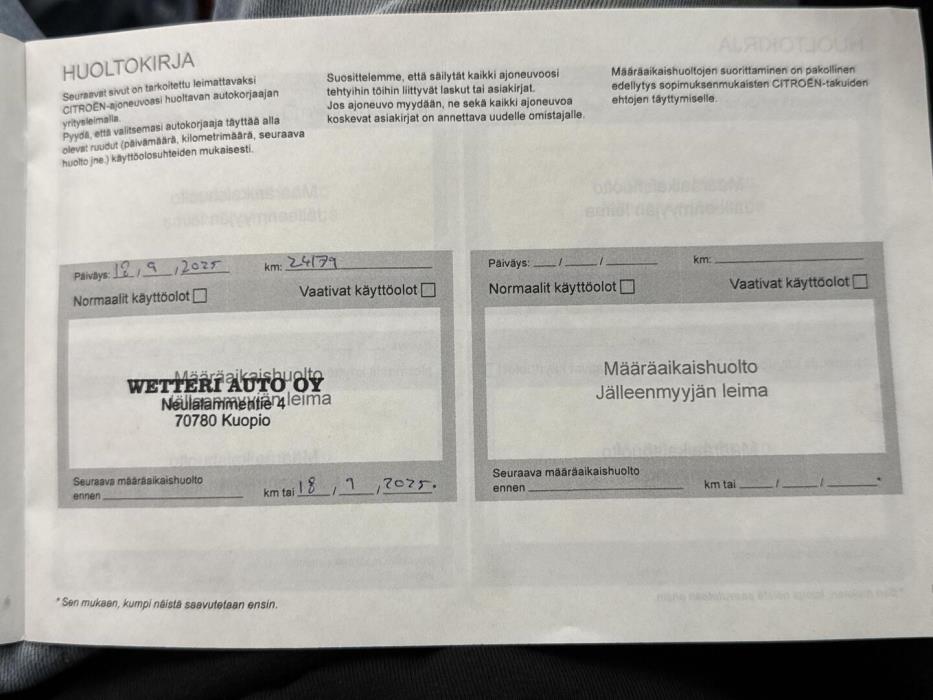 HUOLTOKIRJA
Seuraavat sivut on tarkoitettu leimattavaksi
CITROËN-ajoneuvoasi huoltavan autokorjaajan
yritysleimalla.
Pyydä, että valitsemasi autokorjaaja täyttää alla
olevat ruudut (päivämäärä, kilometrimäärä, seuraava
huolto jne.) käyttöolosuhteiden mukaisesti.
Suosittelemme, että säilytät kaikki ajoneuvoosi
tehtyihin töihin liittyvät laskut tai asiakirjat.
Jos ajoneuvo myydään, ne sekä kaikki ajoneuvoa
koskevat asiakirjat on annettava uudelle omistajalle.
Määräaikaishuoltojen suorittaminen on pakollinen
edellytys sopimuksenmukaisten CITROËN-takuiden
ehtojen täyttymiselle.
Päiväys: 18,9,2025 km: 24179
Normaalit käyttöolot Vaativat käyttöolot
Määräaikaishuolto
WETTERI AUTO OY
Jälleenmyyjän leima
Neulalammentie 4
70780 Kuopio
Seuraava määräaikaishuolto
ennen km tai 18,9,2025.
Päiväys: / / km:
Normaalit käyttöolot Vaativat käyttöolot
Määräaikaishuolto
Jälleenmyyjän leima
Seuraava määräaikaishuolto
ennen km tai / / *
* Sen mukaan, kumpi näistä saavutetaan ensin.